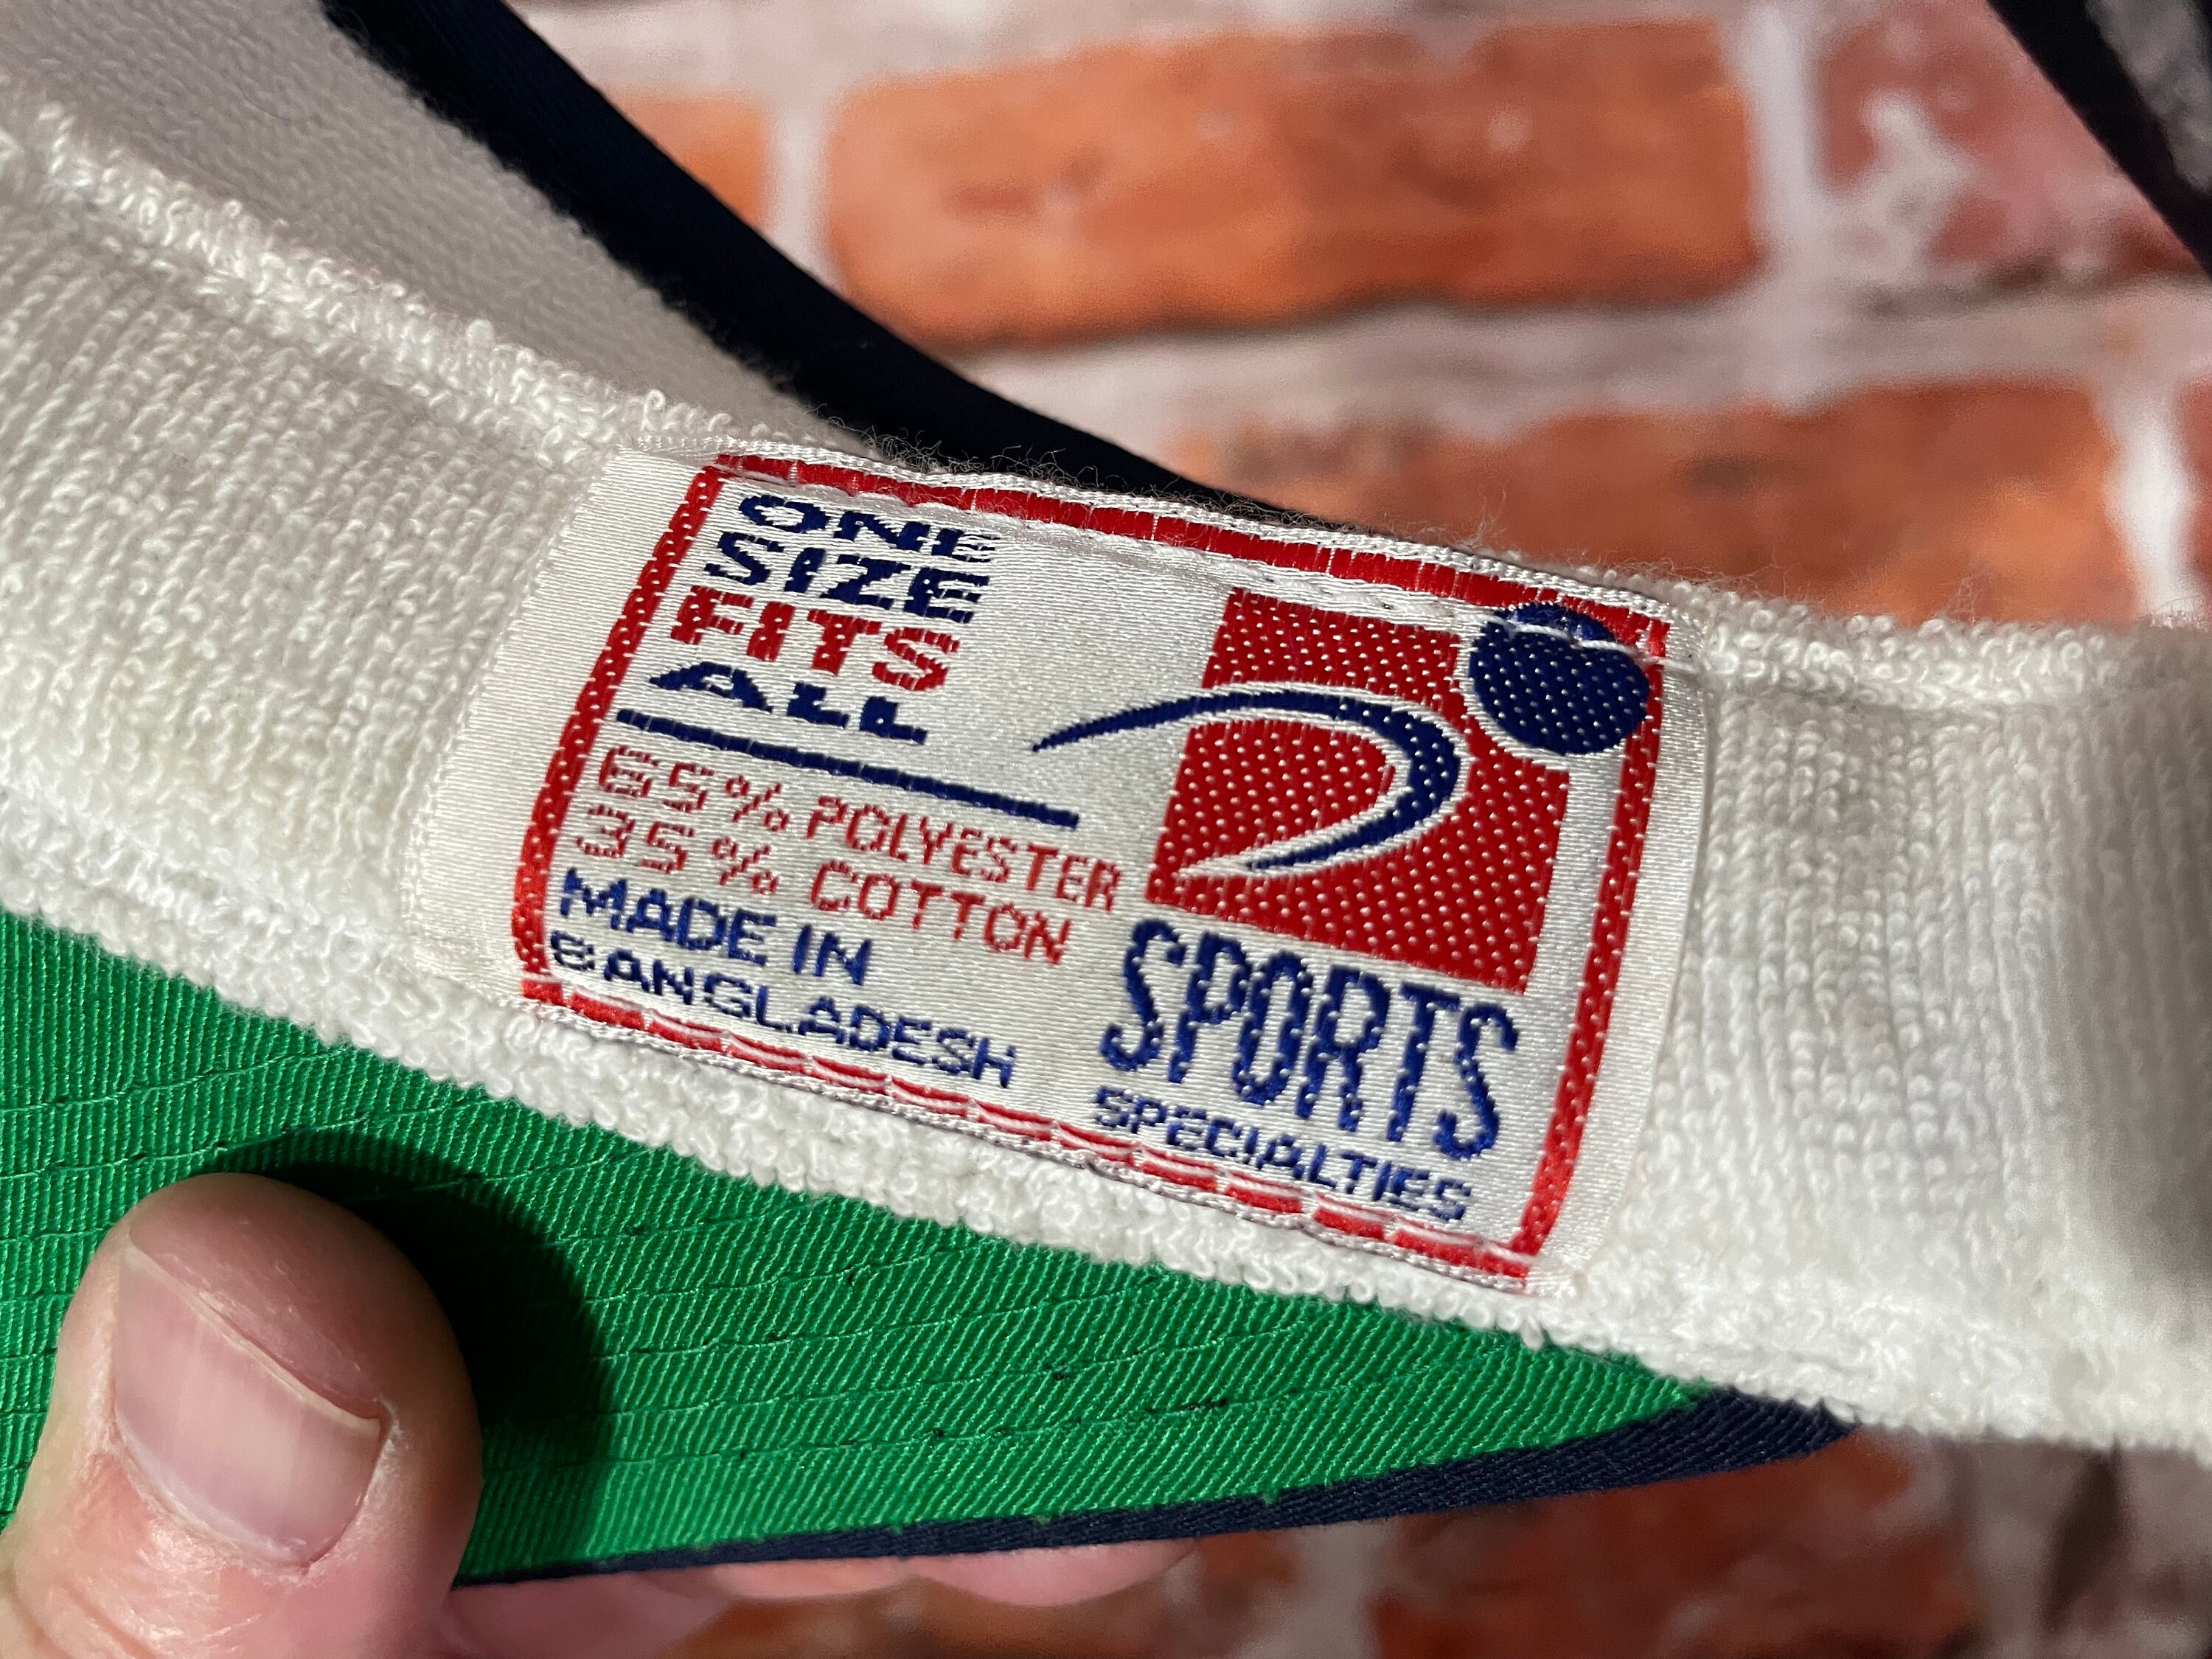 ONE
SIZE
FITS
ALL
65% POLYESTER
35% COTTON
MADE IN
BANGLADESH
SPORTS
SPECIALTIES